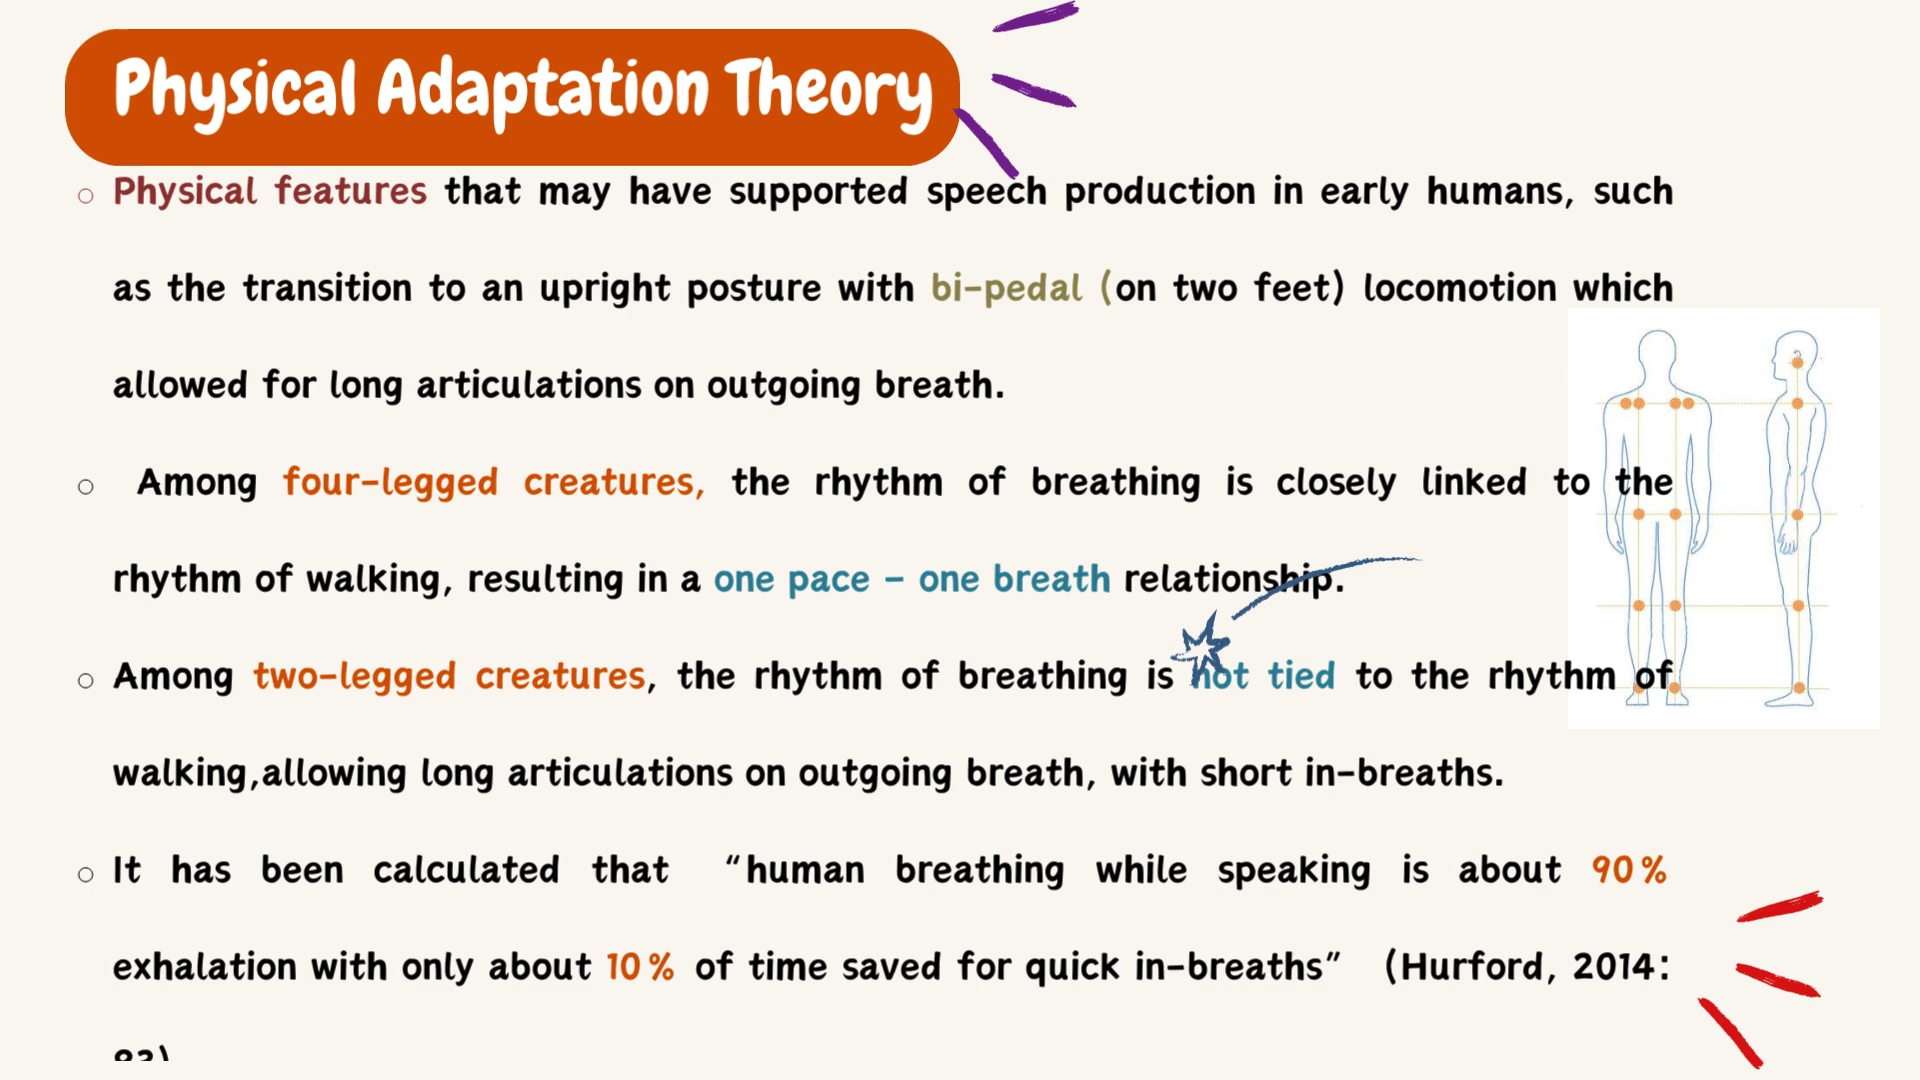 Physical Adaptation Theory
Physical features that may have supported speech production in early humans, such
as the transition to an upright posture with bi-pedal (on two feet) locomotion which
allowed for long articulations on outgoing breath.
Among four-legged creatures, the rhythm of breathing is closely linked to the
rhythm of walking, resulting in a one pace – one breath relationship.
Among two-legged creatures, the rhythm of breathing is not tied to the rhythm of
walking,allowing long articulations on outgoing breath, with short in-breaths.
It has been calculated that “human breathing while speaking is about 90%
exhalation with only about 10% of time saved for quick in-breaths” (Hurford, 2014: